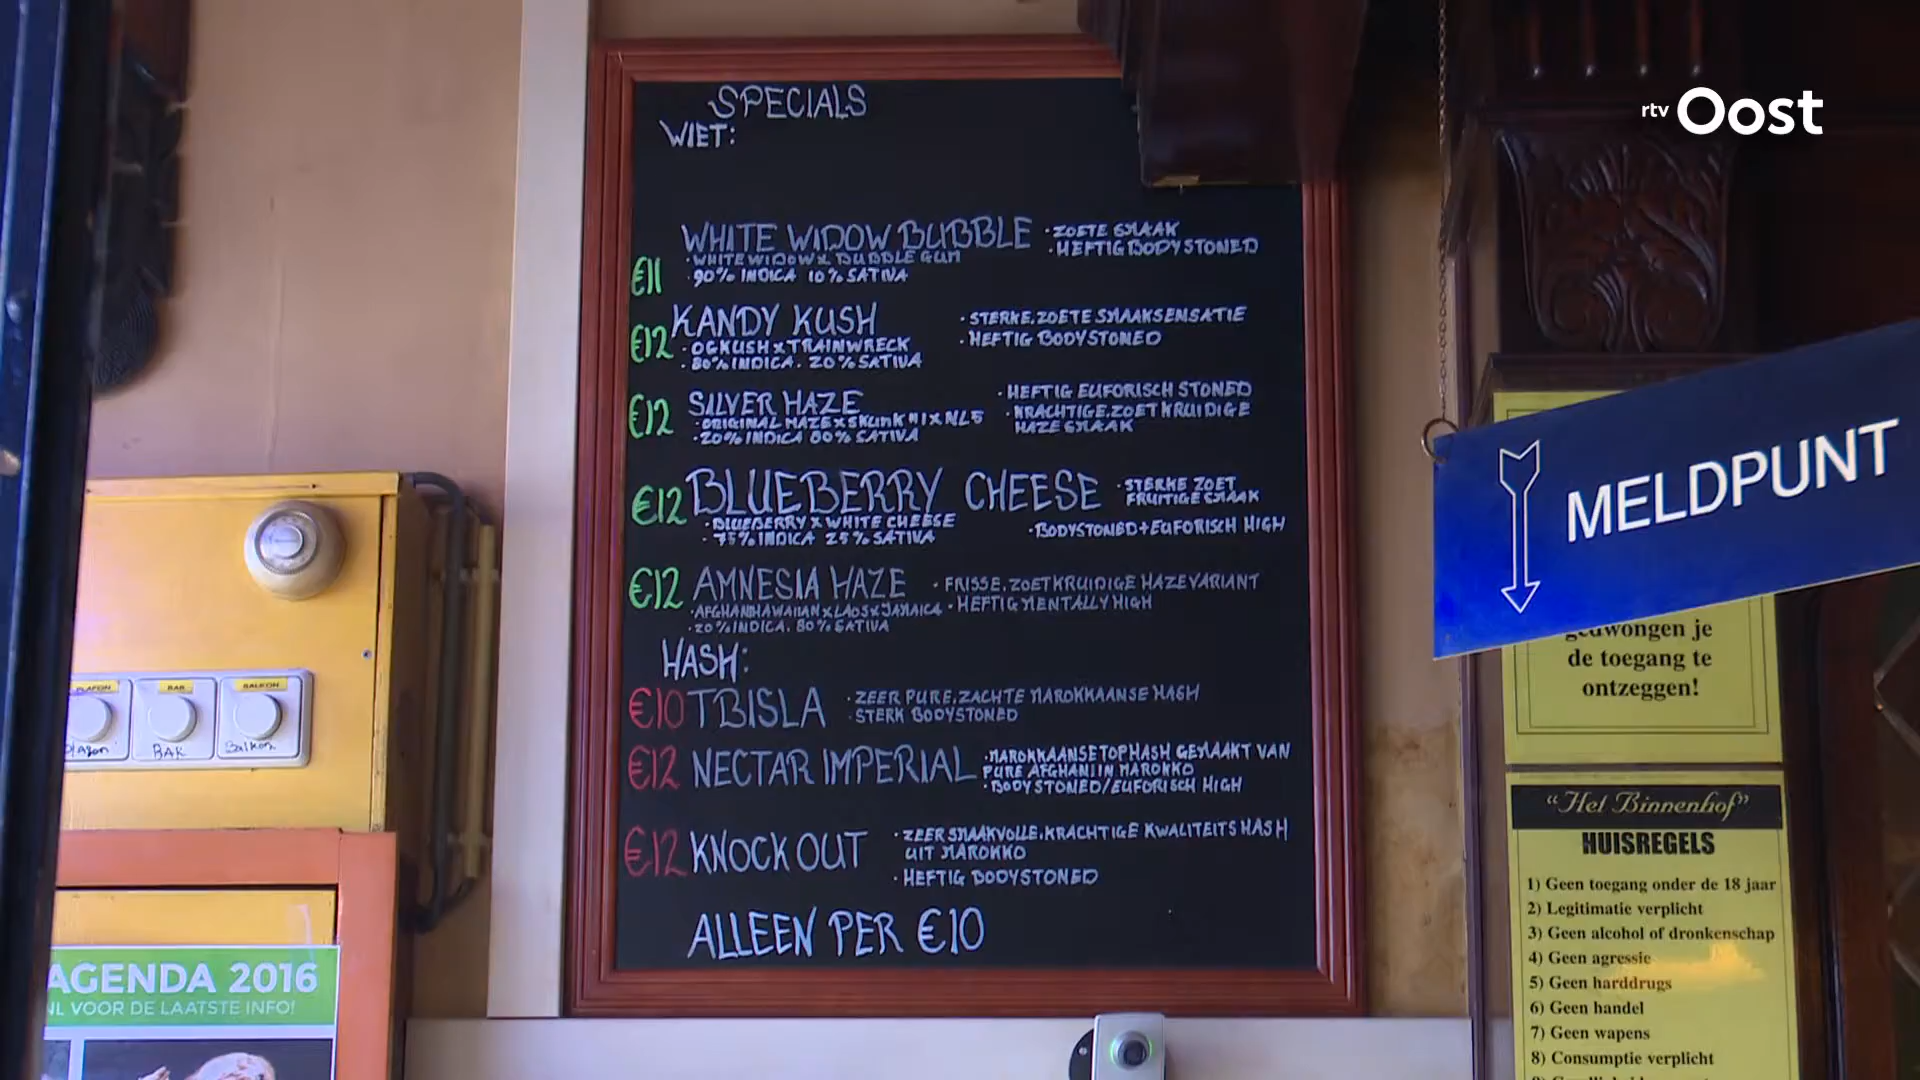 rtv Oost
SPECIALS
WIET:
WHITE WIDOW BUBBLE
· ZOETE SMAAK
· HEFTIG BODYSTONED
· WHITE WIDOW X BUBBLE GUM
€11
· 90% INDICA 10% SATIVA
KANDY KUSH
· STERKE, ZOETE SMAAKSENSATIE
€12
· HEFTIG BODYSTONED
· OG KUSH X TRAINWRECK
· 80% INDICA. 20% SATIVA
SILVER HAZE
· HEFTIG EUFORISCH STONED
€12
· KRACHTIGE, ZOETKRUIDIGE
HAZE SMAAK
· ORIGINAL HAZE X SKUNK #1 X NL5
· 20% INDICA 80% SATIVA
€12 BLUEBERRY CHEESE
· STERKE ZOET
FRUITIGE SMAAK
· BLUEBERRY X WHITE CHEESE
· BODYSTONED + EUFORISCH HIGH
· 75% INDICA 25% SATIVA
€12 AMNESIA HAZE
· FRISSE, ZOETKRUIDIGE HAZEVARIANT
· HEFTIG MENTALLY HIGH
· AFGHANI HAWAIIAN X LAOS X JAMAICA
· 20% INDICA. 80% SATIVA
HASH:
€10 TBISLA
· ZEER PURE, ZACHTE MAROKKAANSE HASH
· STERK BODYSTONED
€12 NECTAR IMPERIAL
· MAROKKAANSE TOPHASH GEMAAKT VAN
PURE AFGHANI IN MAROKKO
· BODYSTONED/EUFORISCH HIGH
€12 KNOCK OUT
· ZEER SMAAKVOLLE, KRACHTIGE KWALITEITSHASH
UIT MAROKKO
· HEFTIG BODYSTONED
ALLEEN PER €10
MELDPUNT
gedwongen je
de toegang te
ontzeggen!
"Het Binnenhof"
HUISREGELS
1) Geen toegang onder de 18 jaar
2) Legitimatie verplicht
3) Geen alcohol of dronkenschap
4) Geen agressie
5) Geen harddrugs
6) Geen handel
7) Geen wapens
8) Consumptie verplicht
PLAFON
BAR
BALKON
plafon
BAR
Balkon
AGENDA 2016
NL VOOR DE LAATSTE INFO!